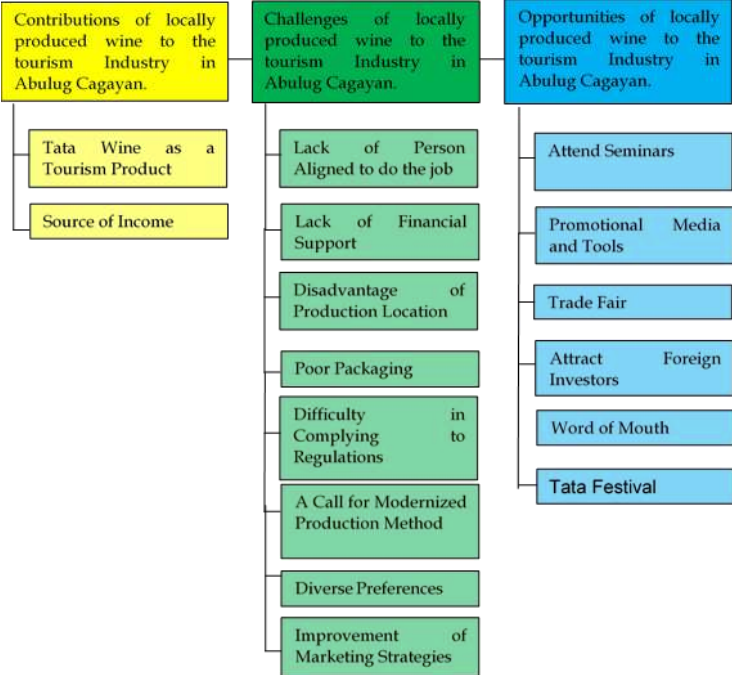 Contributions of locally
produced wine to the
tourism Industry in
Abulug Cagayan.
Tata Wine as a
Tourism Product
Source of Income
Challenges of locally
produced wine to the
tourism Industry in
Abulug Cagayan.
Lack of Person
Aligned to do the job
Lack of Financial
Support
Disadvantage of
Production Location
Poor Packaging
Difficulty in
Complying to
Regulations
A Call for Modernized
Production Method
Diverse Preferences
Improvement of
Marketing Strategies
Opportunities of locally
produced wine to the
tourism Industry in
Abulug Cagayan.
Attend Seminars
Promotional Media
and Tools
Trade Fair
Attract Foreign
Investors
Word of Mouth
Tata Festival